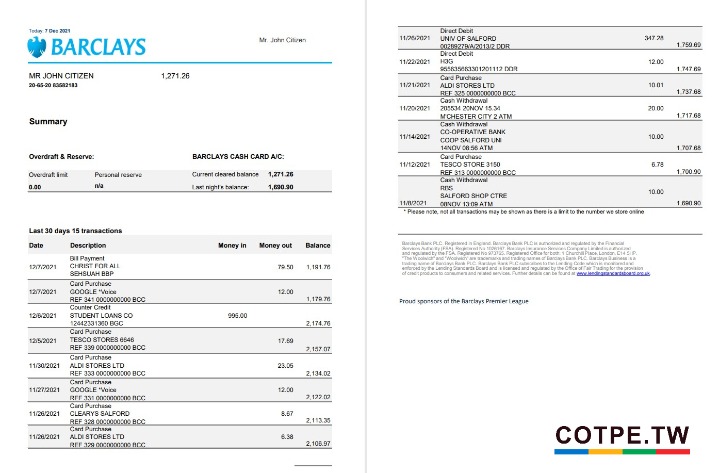 Today, 7 Dec 2021
BARCLAYS
Mr. John Citizen
MR JOHN CITIZEN 1,271.26
20-65-20 83582183
Summary
Overdraft & Reserve: BARCLAYS CASH CARD A/C:
Overdraft limit Personal reserve Current cleared balance 1,271.26
0.00 n/a Last night's balance: 1,690.90
Last 30 days 15 transactions
Date Description Money in Money out Balance
Bill Payment
12/7/2021 CHRIST FOR ALL 79.50 1,191.76
SEHSUAH BBP
Card Purchase
12/7/2021 GOOGLE *Voice 12.00
REF 341 0000000000 BCC 1,179.76
Counter Credit
12/6/2021 STUDENT LOANS CO 995.00
12442331360 BGC 2,174.76
Card Purchase
12/5/2021 TESCO STORES 6646 17.69
REF 339 0000000000 BCC 2,157.07
Card Purchase
11/30/2021 ALDI STORES LTD 23.05
REF 333 0000000000 BCC 2,134.02
Card Purchase
11/27/2021 GOOGLE *Voice 12.00
REF 331 0000000000 BCC 2,122.02
Card Purchase
11/26/2021 CLEARYS SALFORD 8.67
REF 328 0000000000 BCC 2,113.35
Card Purchase
11/26/2021 ALDI STORES LTD 6.38
REF 329 0000000000 BCC 2,106.97
Direct Debit
11/26/2021 UNIV OF SALFORD 347.28
00289279/A/2013/2 DDR 1,759.69
Direct Debit
11/22/2021 H3G 12.00
955835663301201112 DDR 1,747.69
Card Purchase
11/21/2021 ALDI STORES LTD 10.01
REF 325 0000000000 BCC 1,737.68
Cash Withdrawal
11/20/2021 205534 20NOV 15.34 20.00
M'CHESTER CITY 2 ATM 1,717.68
Cash Withdrawal
CO-OPERATIVE BANK
11/14/2021 COOP SALFORD UNI 10.00
14NOV 08:56 ATM 1,707.68
Card Purchase
11/12/2021 TESCO STORE 3150 6.78
REF 313 0000000000 BCC 1,700.90
Cash Withdrawal
RBS
SALFORD SHOP CTRE 10.00
11/8/2021 08NOV 13:09 ATM 1,690.90
* Please note, not all transactions may be shown as there is a limit to the number we store online
Barclays Bank PLC. Registered in England. Barclays Bank PLC is authorised and regulated by the Financial
Services Authority (FSA). Registered No 1026167. Barclays Insurance Services Company Limited is authorised
and regulated by the FSA. Registered No 973765. Registered Office for both: 1 Churchill Place, London, E14 5HP.
"The Woolwich" and "Woolwich" are trademarks and trading names of Barclays Bank PLC. Barclays Business is a
trading name of Barclays Bank PLC. Barclays Bank PLC subscribes to the Lending Code which is monitored and
enforced by the Lending Standards Board and is licensed and regulated by the Office of Fair Trading for the provision
of credit products to consumers and related services. Further details can be found at www.lendingstandardsboard.org.uk
Proud sponsors of the Barclays Premier League
COTPE.TW